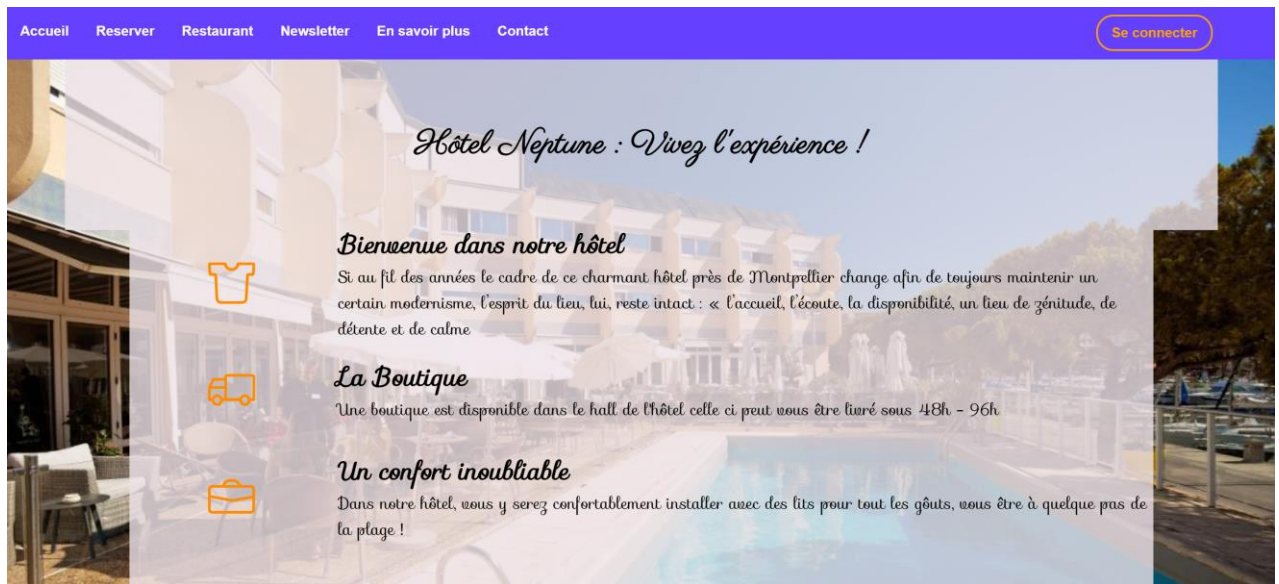 Accueil Reserver Restaurant Newsletter En savoir plus Contact Se connecter
Hôtel Neptune : Vivez l'expérience !
Bienvenue dans notre hôtel
Si au fil des années le cadre de ce charmant hôtel près de Montpellier change afin de toujours maintenir un
certain modernisme, l'esprit du lieu, lui, reste intact : « l'accueil, l'écoute, la disponibilité, un lieu de zénitude, de
détente et de calme
La Boutique
Une boutique est disponible dans le hall de l'hôtel celle ci peut vous être livré sous 48h - 96h
Un confort inoubliable
Dans notre hôtel, vous y serez confortablement installer avec des lits pour tout les gôuts, vous être à quelque pas de
la plage !